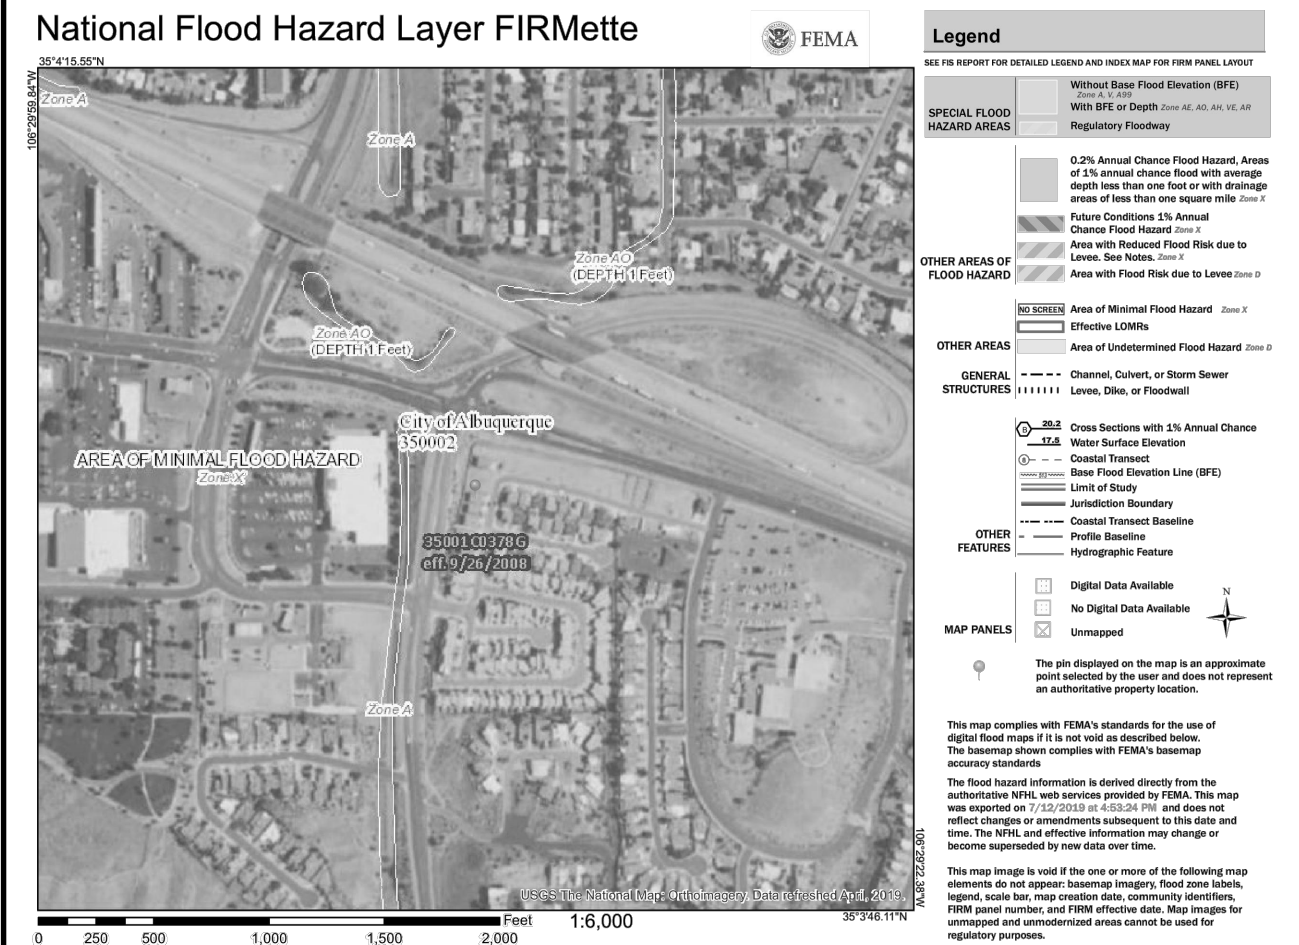 National Flood Hazard Layer FIRMette
FEMA
35°4'15.55"N
106°29'59.84"W
Zone A
Zone A
Zone AO
(DEPTH 1 Feet)
Zone AO
(DEPTH 1 Feet)
City of Albuquerque
350002
AREA OF MINIMAL FLOOD HAZARD
Zone X
35001C0378G
eff. 9/26/2008
Zone A
USGS The National Map: Orthoimagery. Data refreshed April, 2019.
106°29'22.38"W
35°3'46.11"N
Feet
1:6,000
0
250
500
1,000
1,500
2,000
Legend
SEE FIS REPORT FOR DETAILED LEGEND AND INDEX MAP FOR FIRM PANEL LAYOUT
SPECIAL FLOOD
HAZARD AREAS
Without Base Flood Elevation (BFE)
Zone A, V, A99
With BFE or Depth Zone AE, AO, AH, VE, AR
Regulatory Floodway
OTHER AREAS OF
FLOOD HAZARD
0.2% Annual Chance Flood Hazard, Areas
of 1% annual chance flood with average
depth less than one foot or with drainage
areas of less than one square mile Zone X
Future Conditions 1% Annual
Chance Flood Hazard Zone X
Area with Reduced Flood Risk due to
Levee. See Notes. Zone X
Area with Flood Risk due to Levee Zone D
OTHER AREAS
NO SCREEN Area of Minimal Flood Hazard Zone X
Effective LOMRs
Area of Undetermined Flood Hazard Zone D
GENERAL
STRUCTURES
Channel, Culvert, or Storm Sewer
Levee, Dike, or Floodwall
OTHER
FEATURES
B 20.2 Cross Sections with 1% Annual Chance
17.5 Water Surface Elevation
8 Coastal Transect
513 Base Flood Elevation Line (BFE)
Limit of Study
Jurisdiction Boundary
Coastal Transect Baseline
Profile Baseline
Hydrographic Feature
MAP PANELS
Digital Data Available
No Digital Data Available
Unmapped
N
The pin displayed on the map is an approximate
point selected by the user and does not represent
an authoritative property location.
This map complies with FEMA's standards for the use of
digital flood maps if it is not void as described below.
The basemap shown complies with FEMA's basemap
accuracy standards
The flood hazard information is derived directly from the
authoritative NFHL web services provided by FEMA. This map
was exported on 7/12/2019 at 4:53:24 PM and does not
reflect changes or amendments subsequent to this date and
time. The NFHL and effective information may change or
become superseded by new data over time.
This map image is void if the one or more of the following map
elements do not appear: basemap imagery, flood zone labels,
legend, scale bar, map creation date, community identifiers,
FIRM panel number, and FIRM effective date. Map images for
unmapped and unmodernized areas cannot be used for
regulatory purposes.